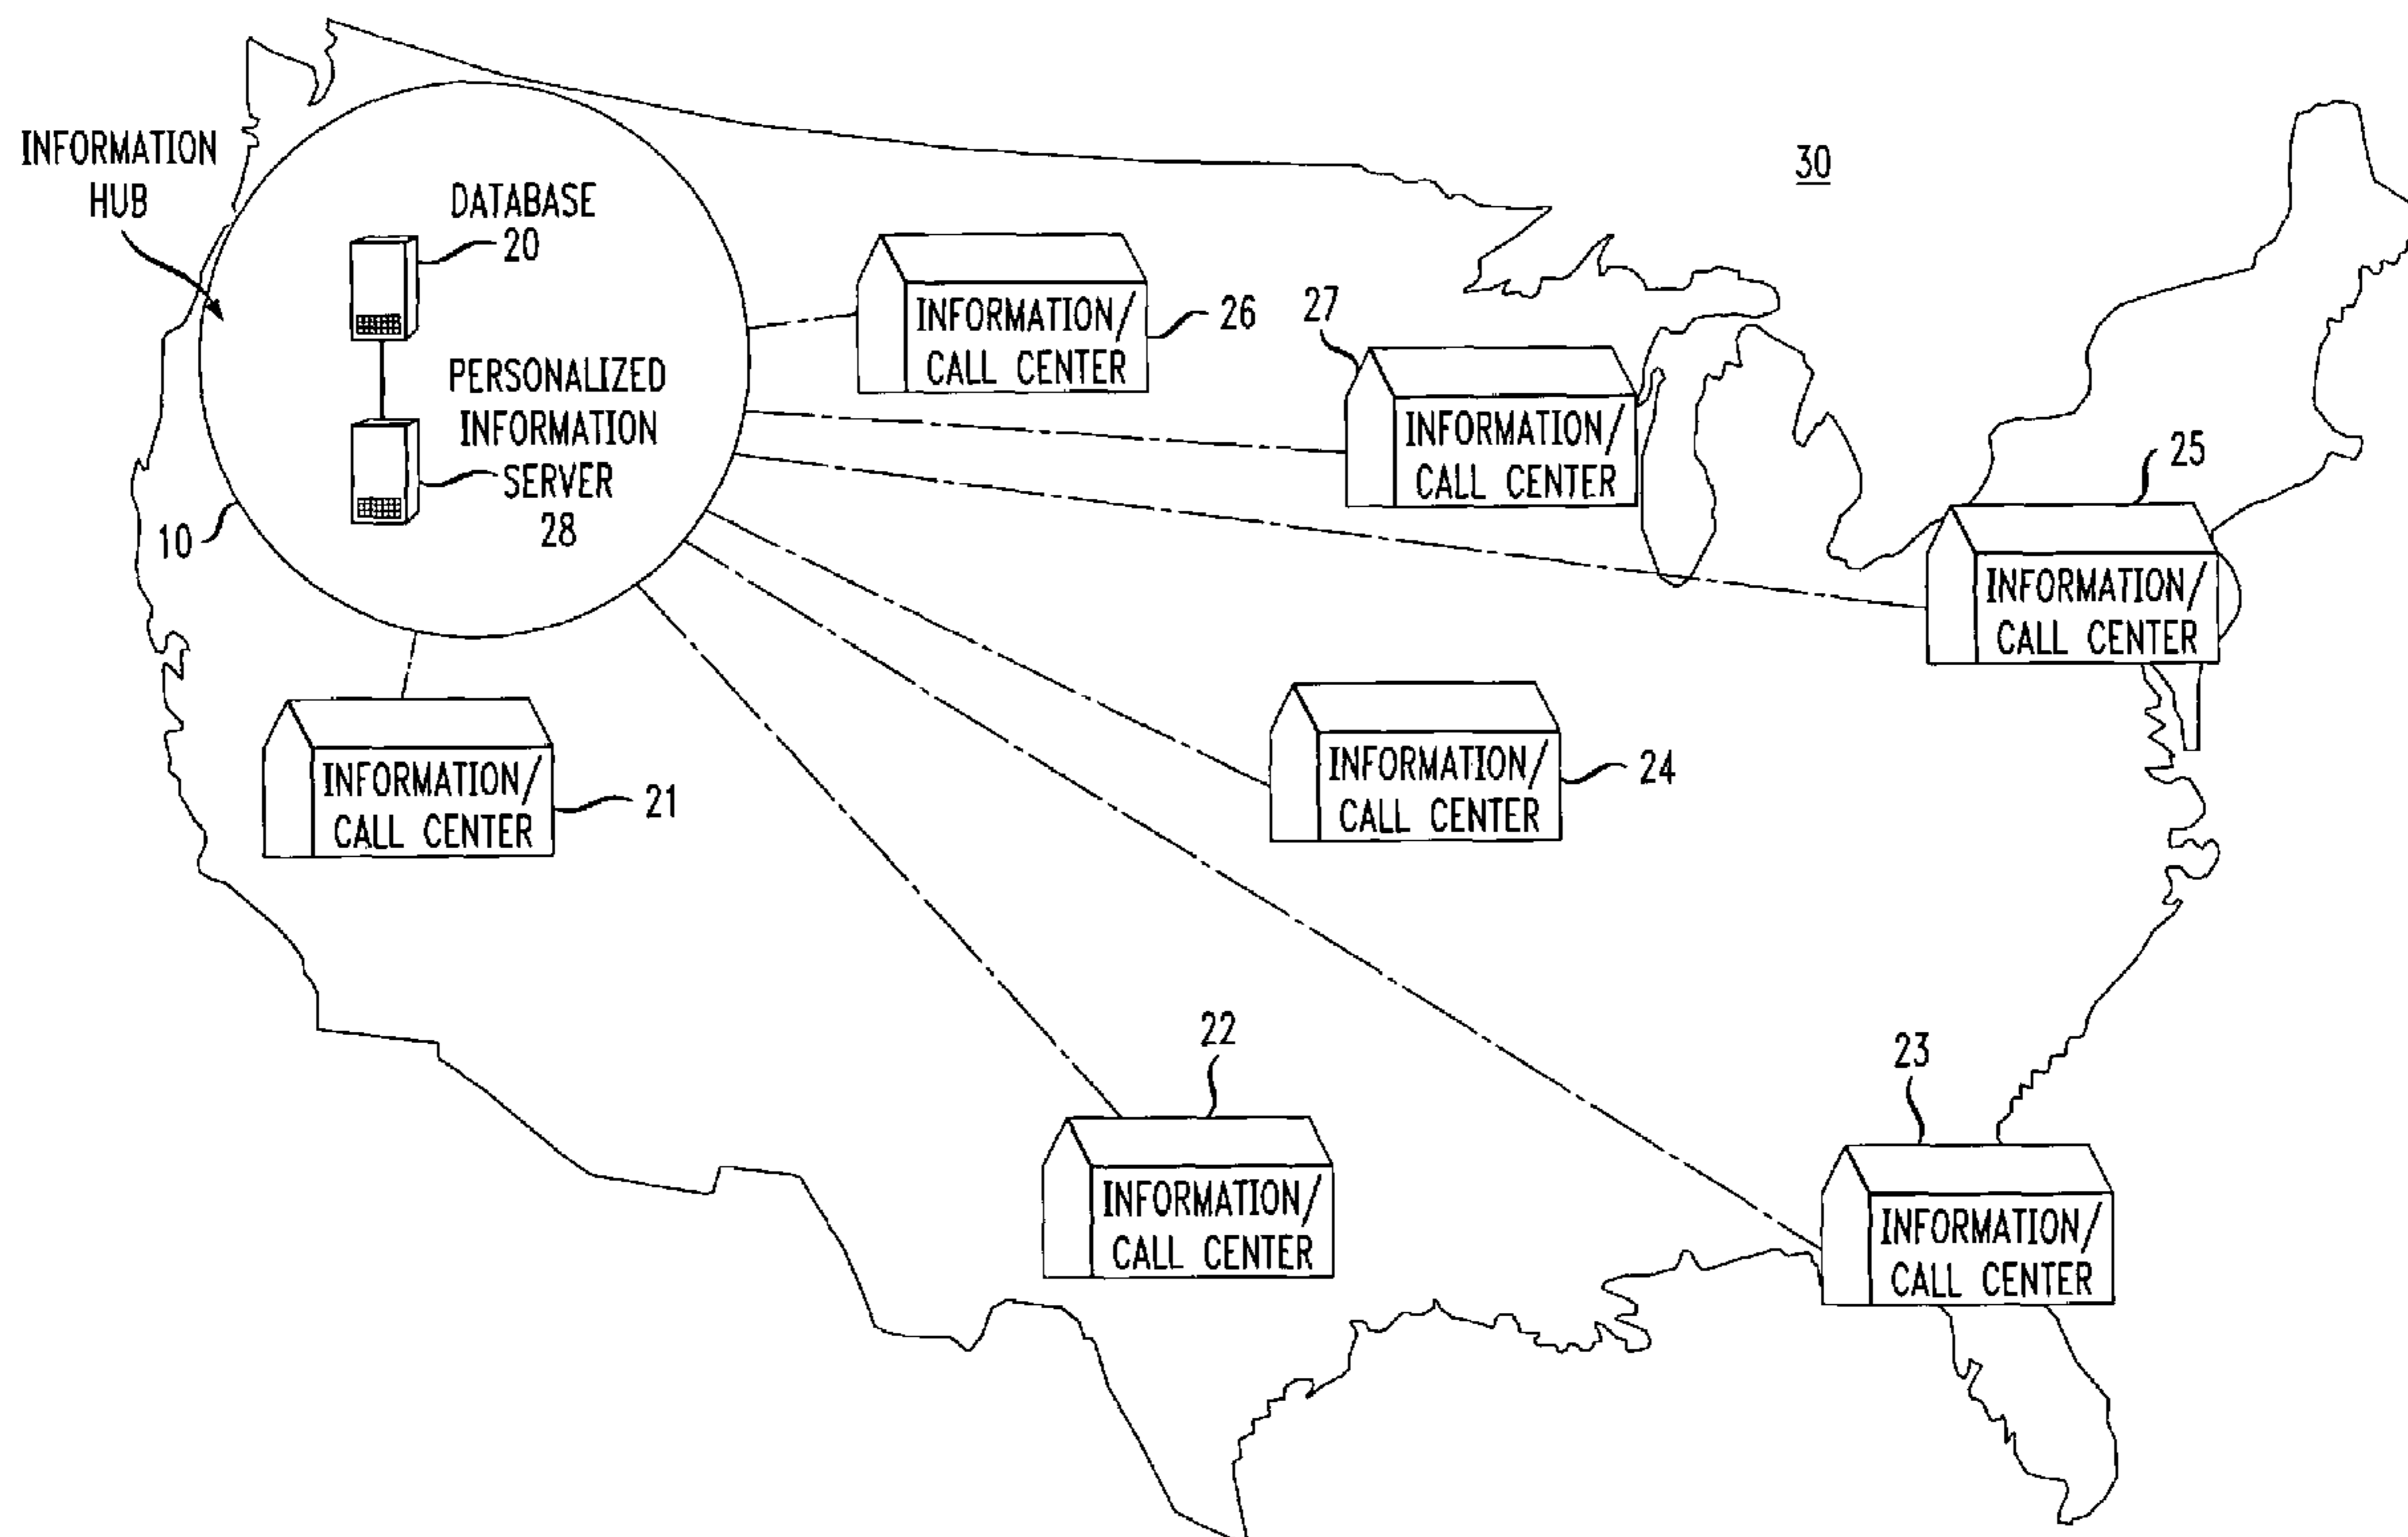 30
INFORMATION
HUB
DATABASE
20
PERSONALIZED
INFORMATION
SERVER
28
10
INFORMATION/
CALL CENTER
26
27
INFORMATION/
CALL CENTER
25
INFORMATION/
CALL CENTER
INFORMATION/
CALL CENTER
24
INFORMATION/
CALL CENTER
21
22
INFORMATION/
CALL CENTER
23
INFORMATION/
CALL CENTER